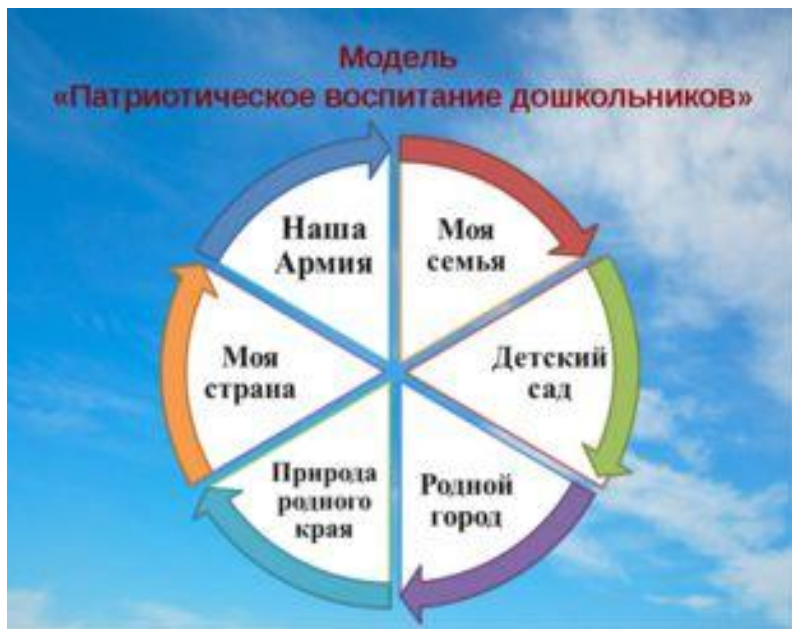 Модель
«Патриотическое воспитание дошкольников»
Наша
Армия
Моя
семья
Моя
страна
Детский
сад
Природа
родного
края
Родной
город